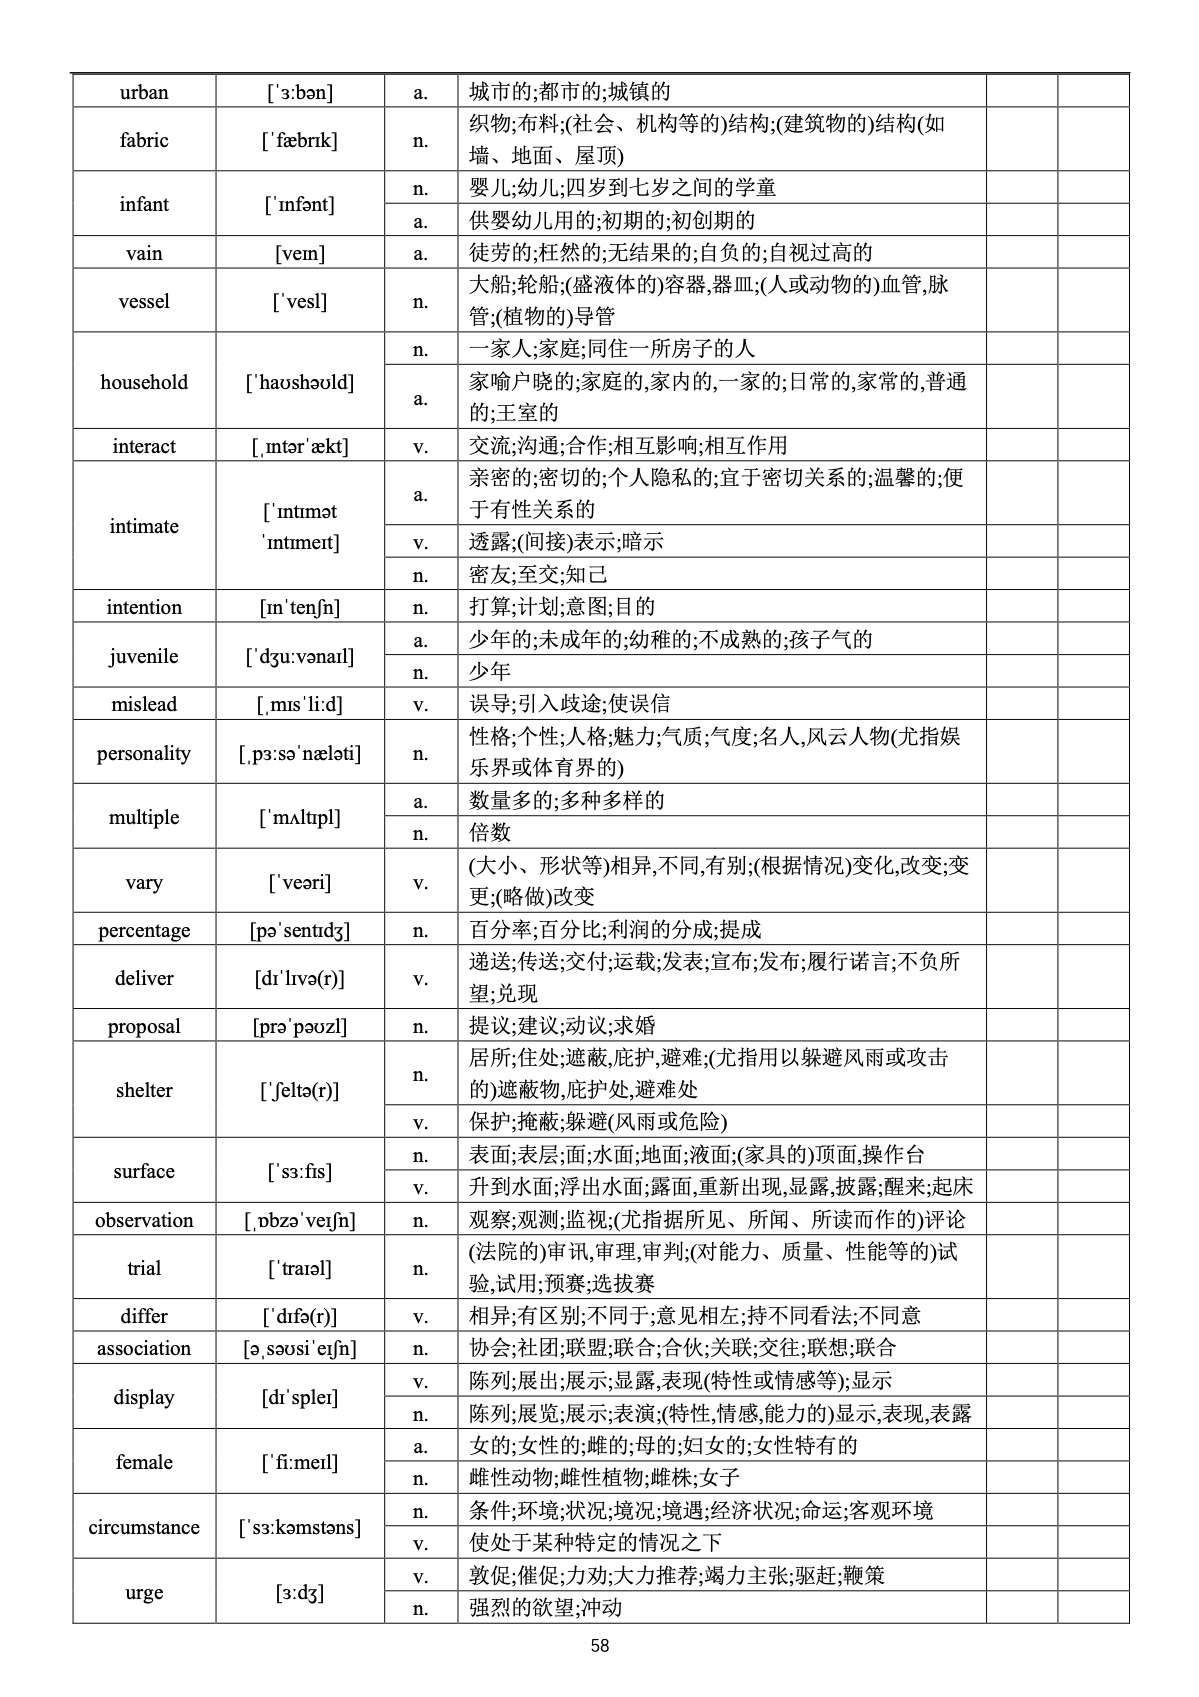 urban [ˈɜːbən] a. 城市的;都市的;城镇的
fabric [ˈfæbrɪk] n. 织物;布料;(社会、机构等的)结构;(建筑物的)结构(如
墙、地面、屋顶)
infant [ˈɪnfənt] n. 婴儿;幼儿;四岁到七岁之间的学童
a. 供婴幼儿用的;初期的;初创期的
vain [veɪn] a. 徒劳的;枉然的;无结果的;自负的;自视过高的
vessel [ˈvesl] n. 大船;轮船;(盛液体的)容器,器皿;(人或动物的)血管,脉
管;(植物的)导管
household [ˈhaʊshəʊld] n. 一家人;家庭;同住一所房子的人
a. 家喻户晓的;家庭的,家内的,一家的;日常的,家常的,普通
的;王室的
interact [ˌɪntərˈækt] v. 交流;沟通;合作;相互影响;相互作用
intimate [ˈɪntɪmət
ˈɪntɪmeɪt] a. 亲密的;密切的;个人隐私的;宜于密切关系的;温馨的;便
于有性关系的
v. 透露;(间接)表示;暗示
n. 密友;至交;知己
intention [ɪnˈtenʃn] n. 打算;计划;意图;目的
juvenile [ˈdʒuːvənaɪl] a. 少年的;未成年的;幼稚的;不成熟的;孩子气的
n. 少年
mislead [ˌmɪsˈliːd] v. 误导;引入歧途;使误信
personality [ˌpɜːsəˈnæləti] n. 性格;个性;人格;魅力;气质;气度;名人,风云人物(尤指娱
乐界或体育界的)
multiple [ˈmʌltɪpl] a. 数量多的;多种多样的
n. 倍数
vary [ˈveəri] v. (大小、形状等)相异,不同,有别;(根据情况)变化,改变;变
更;(略做)改变
percentage [pəˈsentɪdʒ] n. 百分率;百分比;利润的分成;提成
deliver [dɪˈlɪvə(r)] v. 递送;传送;交付;运载;发表;宣布;发布;履行诺言;不负所
望;兑现
proposal [prəˈpəʊzl] n. 提议;建议;动议;求婚
shelter [ˈʃeltə(r)] n. 居所;住处;遮蔽,庇护,避难;(尤指用以躲避风雨或攻击
的)遮蔽物,庇护处,避难处
v. 保护;掩蔽;躲避(风雨或危险)
surface [ˈsɜːfɪs] n. 表面;表层;面;水面;地面;液面;(家具的)顶面,操作台
v. 升到水面;浮出水面;露面,重新出现,显露,披露;醒来;起床
observation [ˌɒbzəˈveɪʃn] n. 观察;观测;监视;(尤指据所见、所闻、所读而作的)评论
trial [ˈtraɪəl] n. (法院的)审讯,审理,审判;(对能力、质量、性能等的)试
验,试用;预赛;选拔赛
differ [ˈdɪfə(r)] v. 相异;有区别;不同于;意见相左;持不同看法;不同意
association [əˌsəʊsiˈeɪʃn] n. 协会;社团;联盟;联合;合伙;关联;交往;联想;联合
display [dɪˈspleɪ] v. 陈列;展出;展示;显露,表现(特性或情感等);显示
n. 陈列;展览;展示;表演;(特性,情感,能力的)显示,表现,表露
female [ˈfiːmeɪl] a. 女的;女性的;雌的;母的;妇女的;女性特有的
n. 雌性动物;雌性植物;雌株;女子
circumstance [ˈsɜːkəmstəns] n. 条件;环境;状况;境况;境遇;经济状况;命运;客观环境
v. 使处于某种特定的情况之下
urge [ɜːdʒ] v. 敦促;催促;力劝;大力推荐;竭力主张;驱赶;鞭策
n. 强烈的欲望;冲动
58